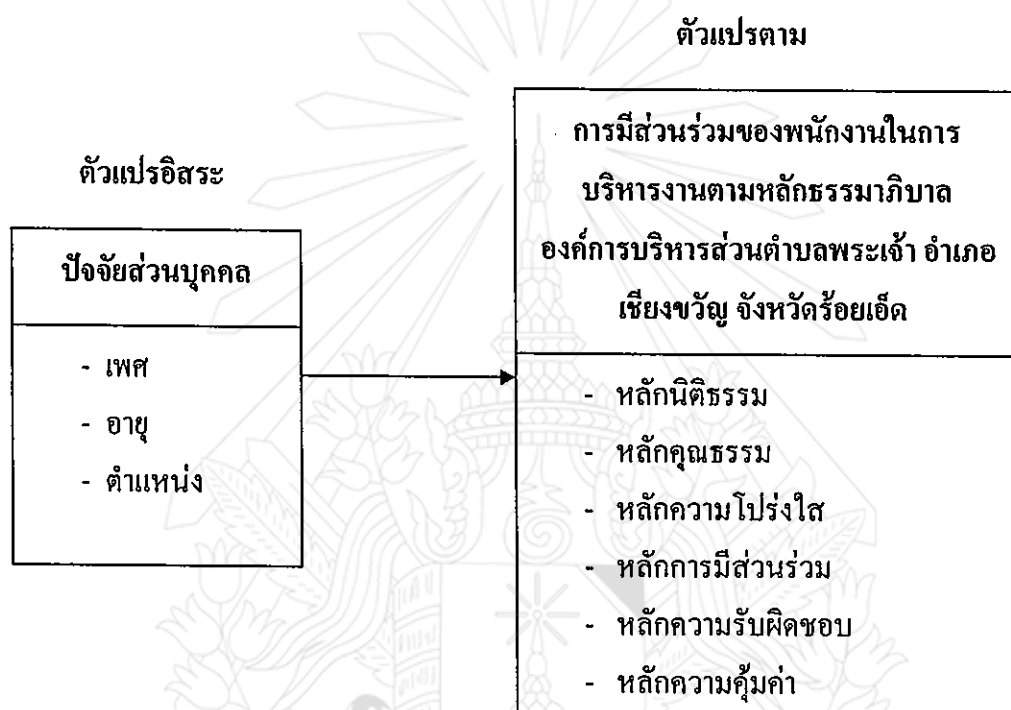 ตัวแปรอิสระ
ปัจจัยส่วนบุคคล
- เพศ
- อายุ
- ตำแหน่ง
ตัวแปรตาม
การมีส่วนร่วมของพนักงานในการ
บริหารงานตามหลักธรรมาภิบาล
องค์การบริหารส่วนตำบลพระเจ้า อำเภอ
เชียงขวัญ จังหวัดร้อยเอ็ด
- หลักนิติธรรม
- หลักคุณธรรม
- หลักความโปร่งใส
- หลักการมีส่วนร่วม
- หลักความรับผิดชอบ
- หลักความคุ้มค่า